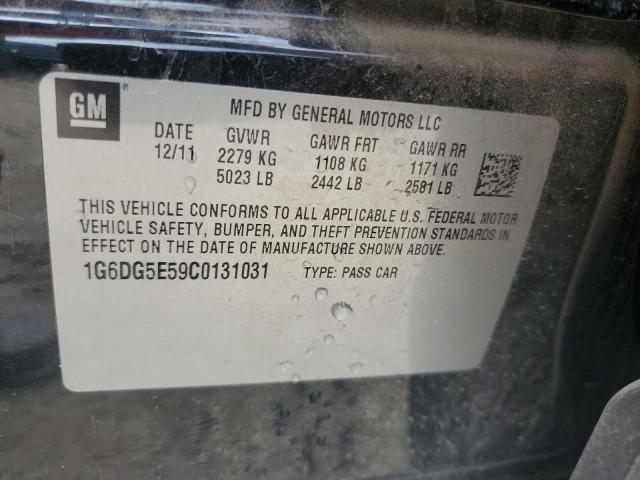 GM®
MFD BY GENERAL MOTORS LLC
DATE GVWR GAWR FRT GAWR RR
12/11 2279 KG 1108 KG 1171 KG
5023 LB 2442 LB 2581 LB
THIS VEHICLE CONFORMS TO ALL APPLICABLE U.S. FEDERAL MOTOR
VEHICLE SAFETY, BUMPER, AND THEFT PREVENTION STANDARDS IN
EFFECT ON THE DATE OF MANUFACTURE SHOWN ABOVE.
1G6DG5E59C0131031 TYPE: PASS CAR